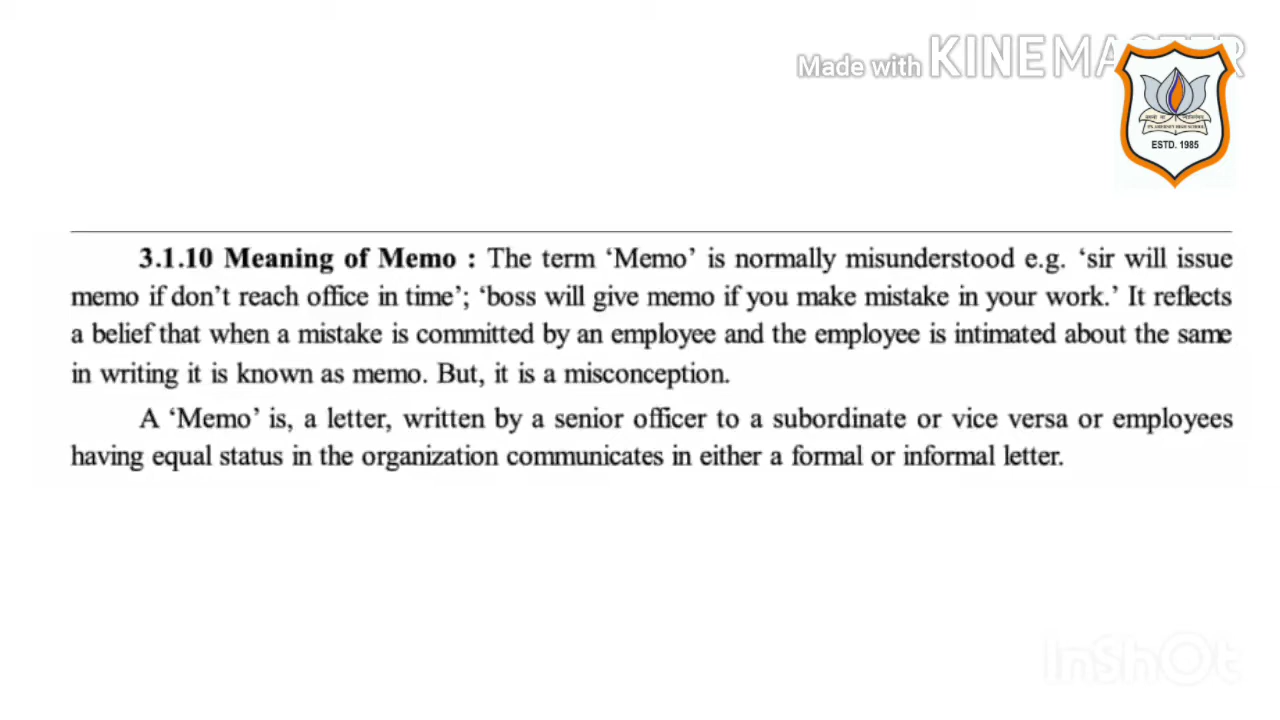 Made with KINEMASTER
ESTD. 1985
3.1.10 Meaning of Memo : The term ‘Memo’ is normally misunderstood e.g. ‘sir will issue
memo if don’t reach office in time’; ‘boss will give memo if you make mistake in your work.’ It reflects
a belief that when a mistake is committed by an employee and the employee is intimated about the same
in writing it is known as memo. But, it is a misconception.
A ‘Memo’ is, a letter, written by a senior officer to a subordinate or vice versa or employees
having equal status in the organization communicates in either a formal or informal letter.
InShOt